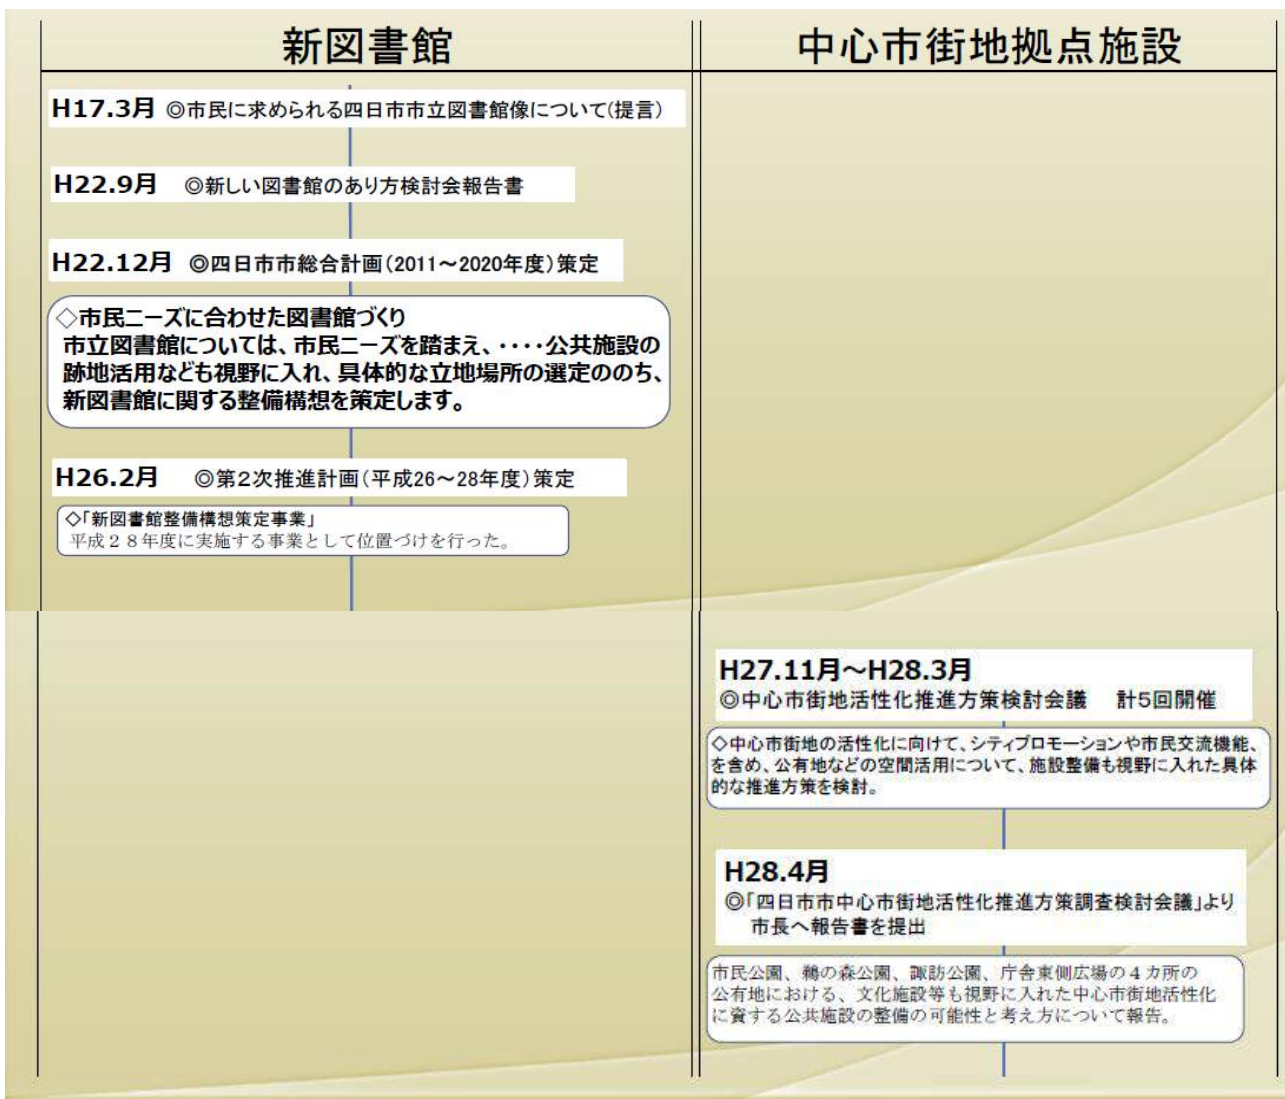 新図書館
中心市街地拠点施設
H17.3月 ◎市民に求められる四日市市立図書館像について(提言)
H22.9月 ◎新しい図書館のあり方検討会報告書
H22.12月 ◎四日市市総合計画(2011～2020年度)策定
◇市民ニーズに合わせた図書館づくり
市立図書館については、市民ニーズを踏まえ、・・・・公共施設の
跡地活用なども視野に入れ、具体的な立地場所の選定ののち、
新図書館に関する整備構想を策定します。
H26.2月 ◎第2次推進計画(平成26～28年度)策定
◇「新図書館整備構想策定事業」
平成２８年度に実施する事業として位置づけを行った。
H27.11月～H28.3月
◎中心市街地活性化推進方策検討会議 計5回開催
◇中心市街地の活性化に向けて、シティプロモーションや市民交流機能、
を含め、公有地などの空間活用について、施設整備も視野に入れた具体
的な推進方策を検討。
H28.4月
◎「四日市市中心市街地活性化推進方策調査検討会議」より
市長へ報告書を提出
市民公園、鵜の森公園、諏訪公園、庁舎東側広場の４カ所の
公有地における、文化施設等も視野に入れた中心市街地活性化
に資する公共施設の整備の可能性と考え方について報告。